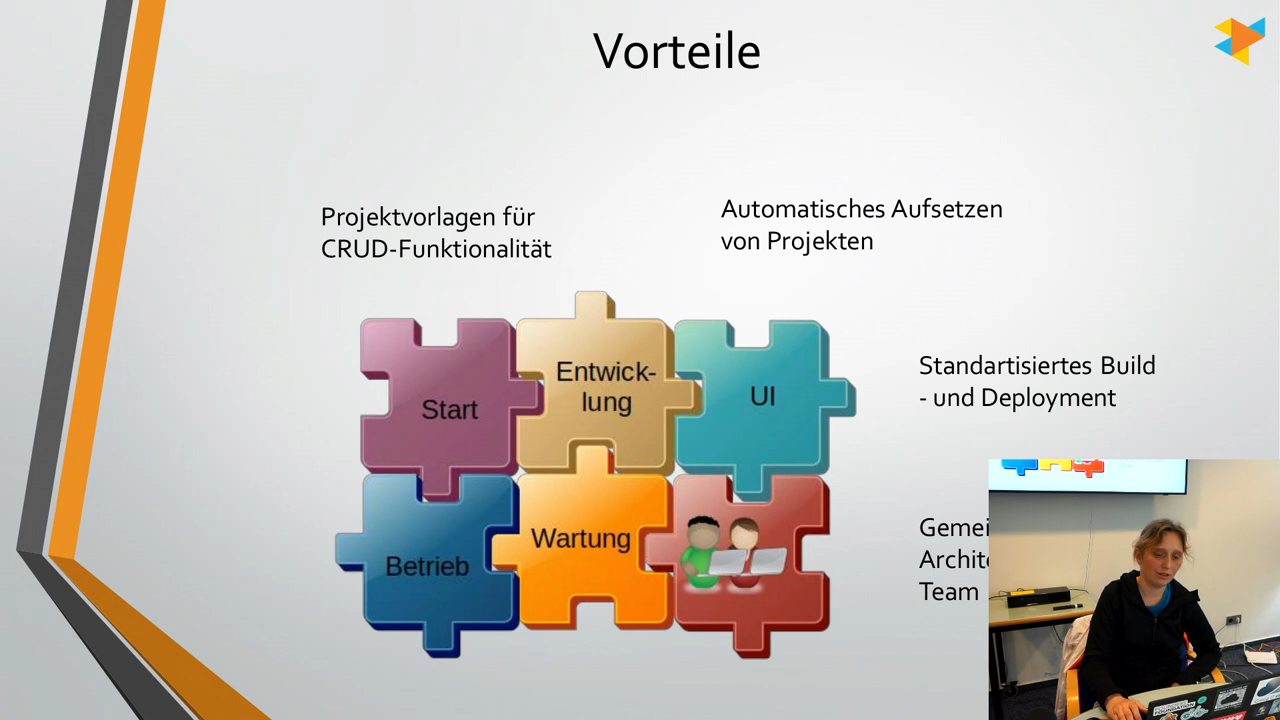 Vorteile
Projektvorlagen für
CRUD-Funktionalität
Automatisches Aufsetzen
von Projekten
Start
Entwick-
lung
UI
Standartisiertes Build
- und Deployment
Betrieb
Wartung
Team